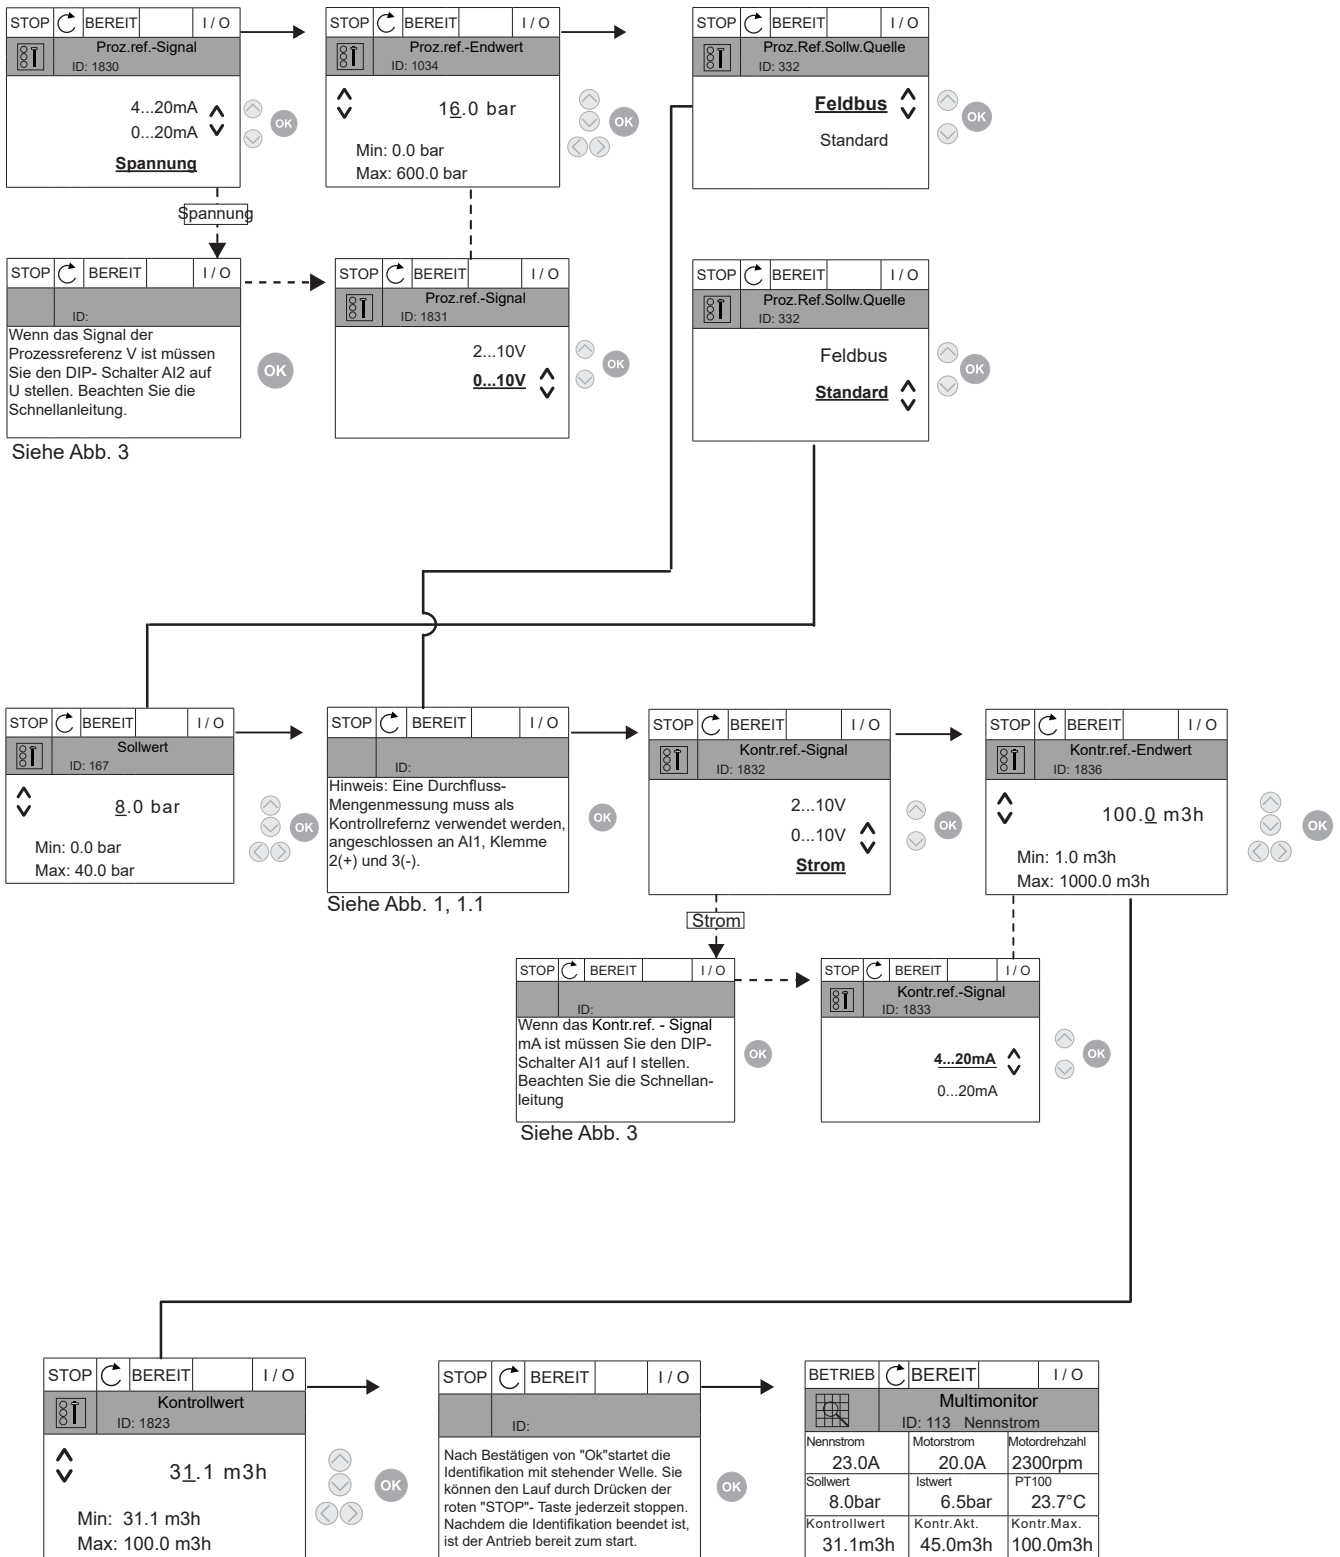 STOP BEREIT I / O
Proz.ref.-Signal
ID: 1830
4...20mA
0...20mA
Spannung
OK
STOP BEREIT I / O
Proz.ref.-Endwert
ID: 1034
16.0 bar
Min: 0.0 bar
Max: 600.0 bar
OK
STOP BEREIT I / O
Proz.Ref.Sollw.Quelle
ID: 332
Feldbus
Standard
OK
Spannung
STOP BEREIT I / O
ID:
Wenn das Signal der
Prozessreferenz V ist müssen
Sie den DIP- Schalter AI2 auf
U stellen. Beachten Sie die
Schnellanleitung.
OK
Siehe Abb. 3
STOP BEREIT I / O
Proz.ref.-Signal
ID: 1831
2...10V
0...10V
OK
STOP BEREIT I / O
Proz.Ref.Sollw.Quelle
ID: 332
Feldbus
Standard
OK
STOP BEREIT I / O
Sollwert
ID: 167
8.0 bar
Min: 0.0 bar
Max: 40.0 bar
OK
STOP BEREIT I / O
ID:
Hinweis: Eine Durchfluss-
Mengenmessung muss als
Kontrollrefernz verwendet werden,
angeschlossen an AI1, Klemme
2(+) und 3(-).
OK
Siehe Abb. 1, 1.1
STOP BEREIT I / O
Kontr.ref.-Signal
ID: 1832
2...10V
0...10V
Strom
OK
STOP BEREIT I / O
Kontr.ref.-Endwert
ID: 1836
100.0 m3h
Min: 1.0 m3h
Max: 1000.0 m3h
OK
Strom
STOP BEREIT I / O
ID:
Wenn das Kontr.ref. - Signal
mA ist müssen Sie den DIP-
Schalter AI1 auf I stellen.
Beachten Sie die Schnellan-
leitung
OK
Siehe Abb. 3
STOP BEREIT I / O
Kontr.ref.-Signal
ID: 1833
4...20mA
0...20mA
OK
STOP BEREIT I / O
Kontrollwert
ID: 1823
31.1 m3h
Min: 31.1 m3h
Max: 100.0 m3h
OK
STOP BEREIT I / O
ID:
Nach Bestätigen von "Ok"startet die
Identifikation mit stehender Welle. Sie
können den Lauf durch Drücken der
roten "STOP"- Taste jederzeit stoppen.
Nachdem die Identifikation beendet ist,
ist der Antrieb bereit zum start.
OK
BETRIEB BEREIT I / O
Multimonitor
ID: 113 Nennstrom
Nennstrom Motorstrom Motordrehzahl
23.0A 20.0A 2300rpm
Sollwert Istwert PT100
8.0bar 6.5bar 23.7°C
Kontrollwert Kontr.Akt. Kontr.Max.
31.1m3h 45.0m3h 100.0m3h